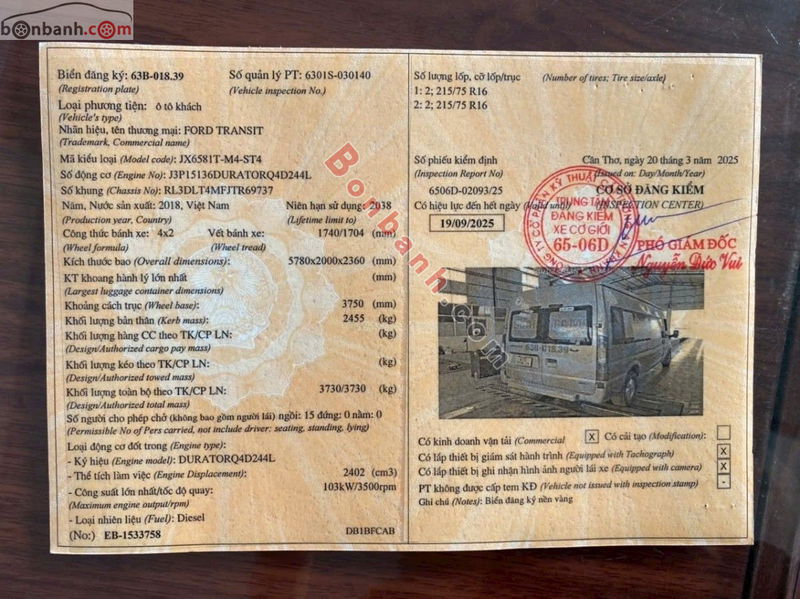 bonbanh.com
Biển đăng ký: 63B-018.39 Số quản lý PT: 6301S-030140
(Registration plate) (Vehicle inspection No.)
Loại phương tiện: ô tô khách
(Vehicle's type)
Nhãn hiệu, tên thương mại: FORD TRANSIT
(Trademark, Commercial name)
Mã kiểu loại (Model code): JX6581T-M4-ST4
Số động cơ (Engine No.): J3P15136DURATORQ4D244L
Số khung (Chassis No.): RL3DLT4MFJTR69737
Năm, Nước sản xuất: 2018, Việt Nam Niên hạn sử dụng: 2038
(Production year, Country) (Lifetime limit to)
Công thức bánh xe: 4x2 Vết bánh xe: 1740/1704 (mm)
(Wheel formula) (Wheel tread)
Kích thước bao (Overall dimensions): 5780x2000x2360 (mm)
KT khoang hành lý lớn nhất (mm)
(Largest luggage container dimensions)
Khoảng cách trục (Wheel base): 3750 (mm)
Khối lượng bản thân (Kerb mass): 2455 (kg)
Khối lượng hàng CC theo TK/CP LN: (kg)
(Design/Authorized cargo pay mass)
Khối lượng kéo theo TK/CP LN: (kg)
(Design/Authorized towed mass)
Khối lượng toàn bộ theo TK/CP LN: 3730/3730 (kg)
(Design/Authorized total mass)
Số người cho phép chở (không bao gồm người lái) ngồi: 15 đứng: 0 nằm: 0
(Permissible No of Pers carried, not include driver: seating, standing, lying)
Loại động cơ đốt trong (Engine type):
- Ký hiệu (Engine model): DURATORQ4D244L
- Thể tích làm việc (Engine Displacement): 2402 (cm3)
- Công suất lớn nhất/tốc độ quay: 103kW/3500rpm
(Maximum engine output/rpm)
- Loại nhiên liệu (Fuel): Diesel
(No:) EB-1533758 DB1BFCAB
Số lượng lốp, cỡ lốp/trục (Number of tires; Tire size/axle)
1: 2; 215/75 R16
2: 2; 215/75 R16
Số phiếu kiểm định Cần Thơ, ngày 20 tháng 3 năm 2025
(Inspection Report No) (Issued on: Day/Month/Year)
6506D-02093/25 CƠ SỞ ĐĂNG KIỂM
Có hiệu lực đến hết ngày (Valid until) (INSPECTION CENTER)
19/09/2025
TRUNG TÂM
ĐĂNG KIỂM
XE CƠ GIỚI
65-06D
PHÓ GIÁM ĐỐC
Nguyễn Đức Vui
Bonbanh.com
63B-018.39
Có kinh doanh vận tải (Commercial X Có cải tạo (Modification):
Có lắp thiết bị giám sát hành trình (Equipped with Tachograph) X
Có lắp thiết bị ghi nhận hình ảnh người lái xe (Equipped with camera) X
PT không được cấp tem KĐ (Vehicle not issued with inspection stamp) -
Ghi chú (Notes): Biển đăng ký nền vàng